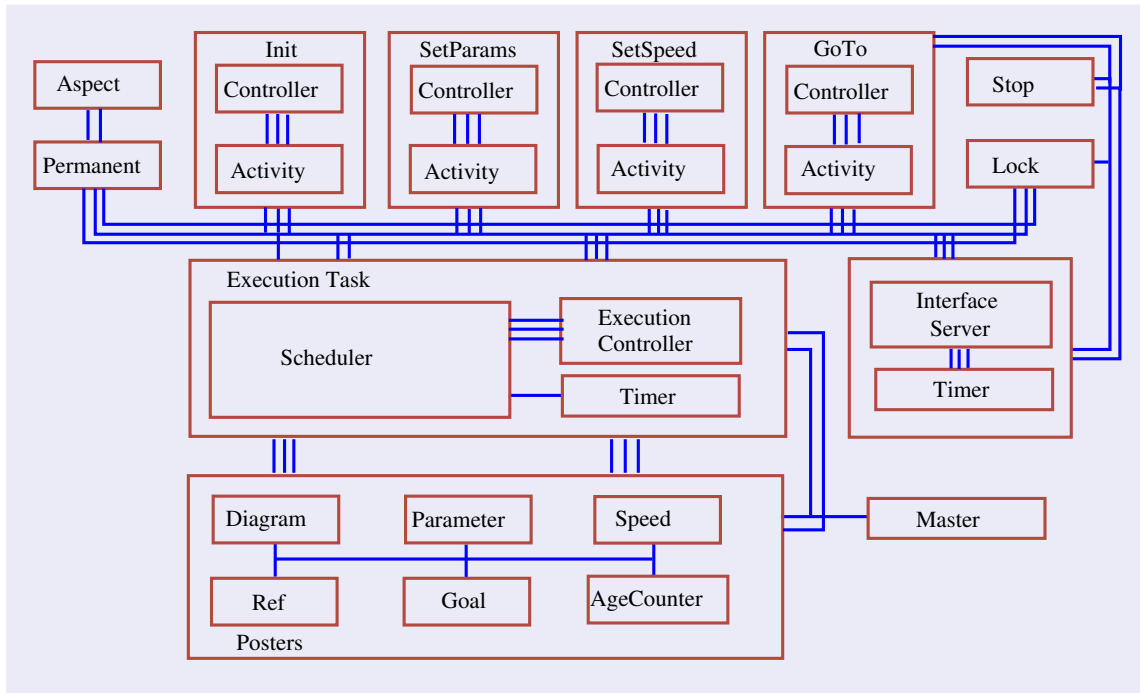 Init
SetParams
SetSpeed
GoTo
Aspect
Controller
Controller
Controller
Controller
Stop
Permanent
Activity
Activity
Activity
Activity
Lock
Execution Task
Scheduler
Execution
Controller
Timer
Interface
Server
Timer
Diagram
Parameter
Speed
Master
Ref
Goal
AgeCounter
Posters